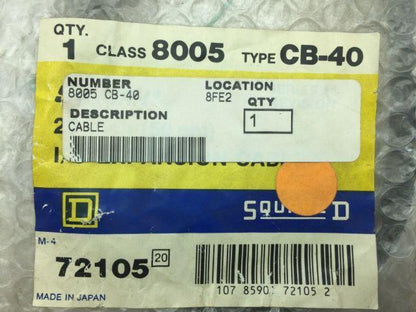 QTY.
1 CLASS 8005 TYPE CB-40
NUMBER
8005 CB-40
LOCATION
8FE2
DESCRIPTION
CABLE
QTY
1
D
SQUARE D
M-4
72105 20
107 85901 72105 2
MADE IN JAPAN